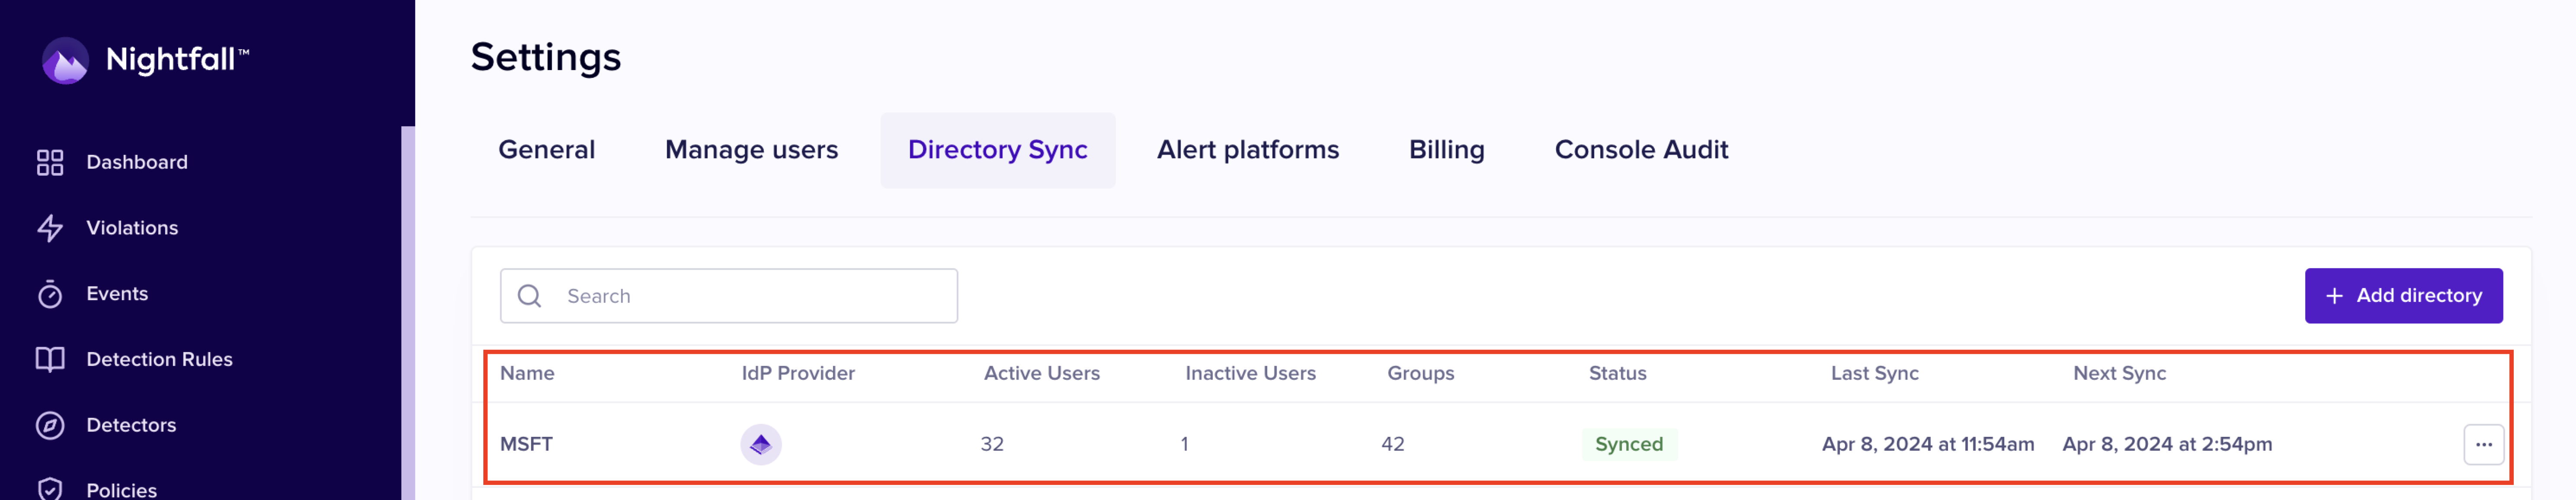 Nightfall™
Dashboard
Violations
Events
Detection Rules
Detectors
Policies
Settings
General Manage users Directory Sync Alert platforms Billing Console Audit
Search
+ Add directory
Name IdP Provider Active Users Inactive Users Groups Status Last Sync Next Sync
MSFT 32 1 42 Synced Apr 8, 2024 at 11:54am Apr 8, 2024 at 2:54pm ...